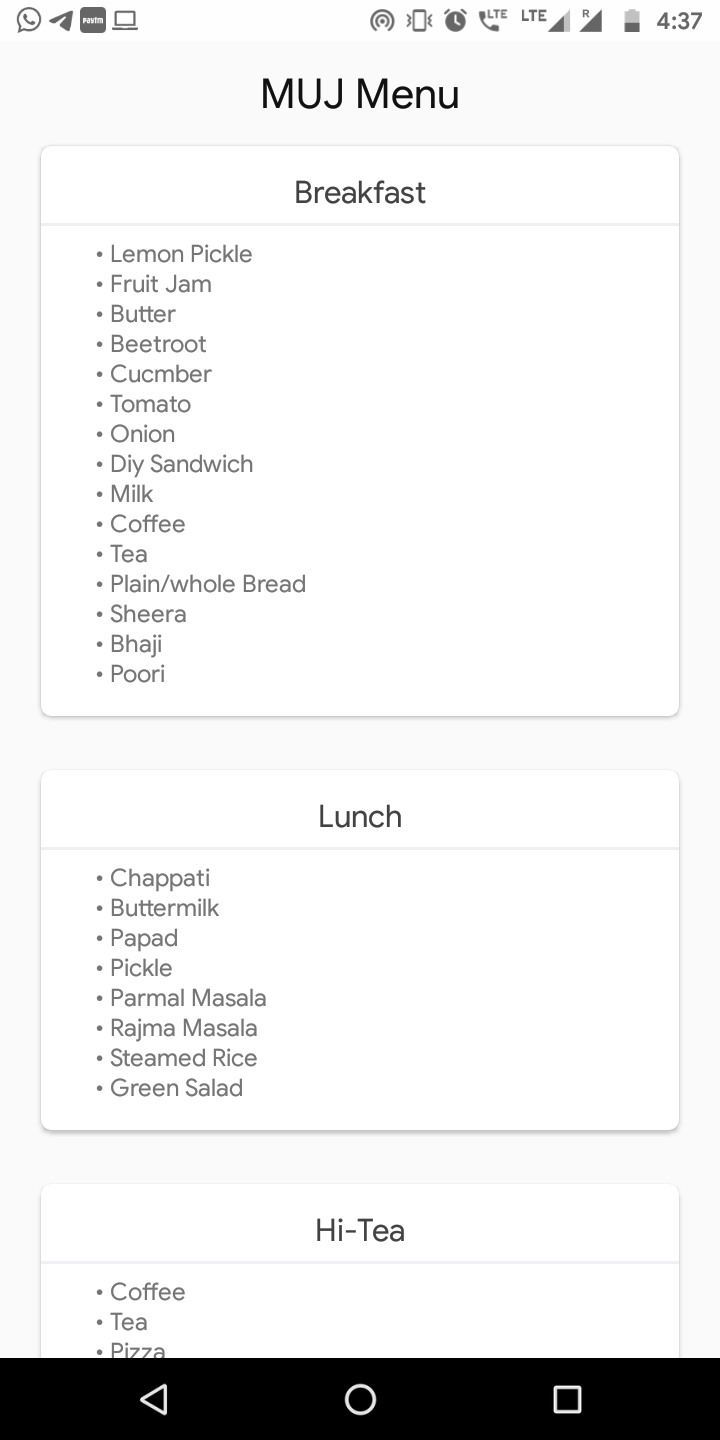 paytm LTE LTE R 4:37
MUJ Menu
Breakfast
• Lemon Pickle
• Fruit Jam
• Butter
• Beetroot
• Cucmber
• Tomato
• Onion
• Diy Sandwich
• Milk
• Coffee
• Tea
• Plain/whole Bread
• Sheera
• Bhaji
• Poori
Lunch
• Chappati
• Buttermilk
• Papad
• Pickle
• Parmal Masala
• Rajma Masala
• Steamed Rice
• Green Salad
Hi-Tea
• Coffee
• Tea
• Pizza